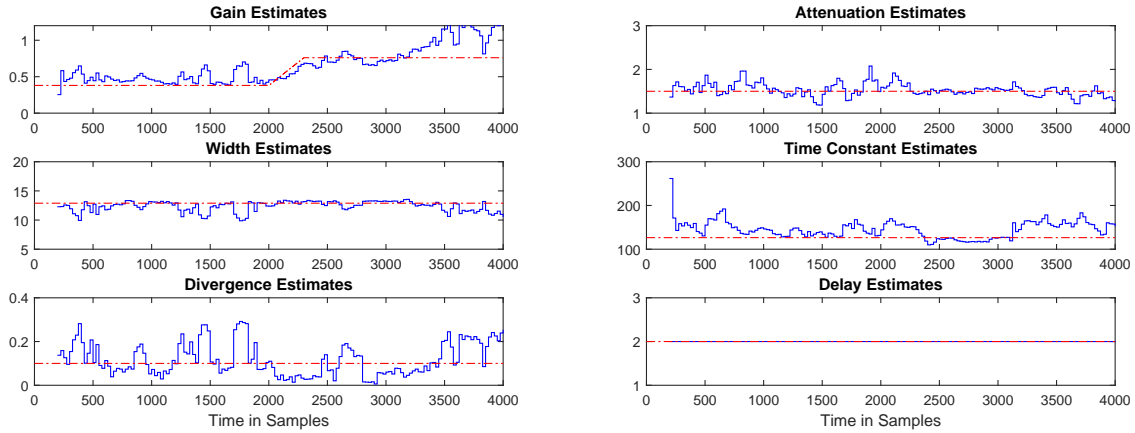 Gain Estimates
1
0.5
0
0 500 1000 1500 2000 2500 3000 3500 4000
Width Estimates
20
15
10
5
0 500 1000 1500 2000 2500 3000 3500 4000
Divergence Estimates
0.4
0.2
0
0 500 1000 1500 2000 2500 3000 3500 4000
Time in Samples
Attenuation Estimates
3
2
1
0 500 1000 1500 2000 2500 3000 3500 4000
Time Constant Estimates
300
200
100
0 500 1000 1500 2000 2500 3000 3500 4000
Delay Estimates
3
2
1
0 500 1000 1500 2000 2500 3000 3500 4000
Time in Samples